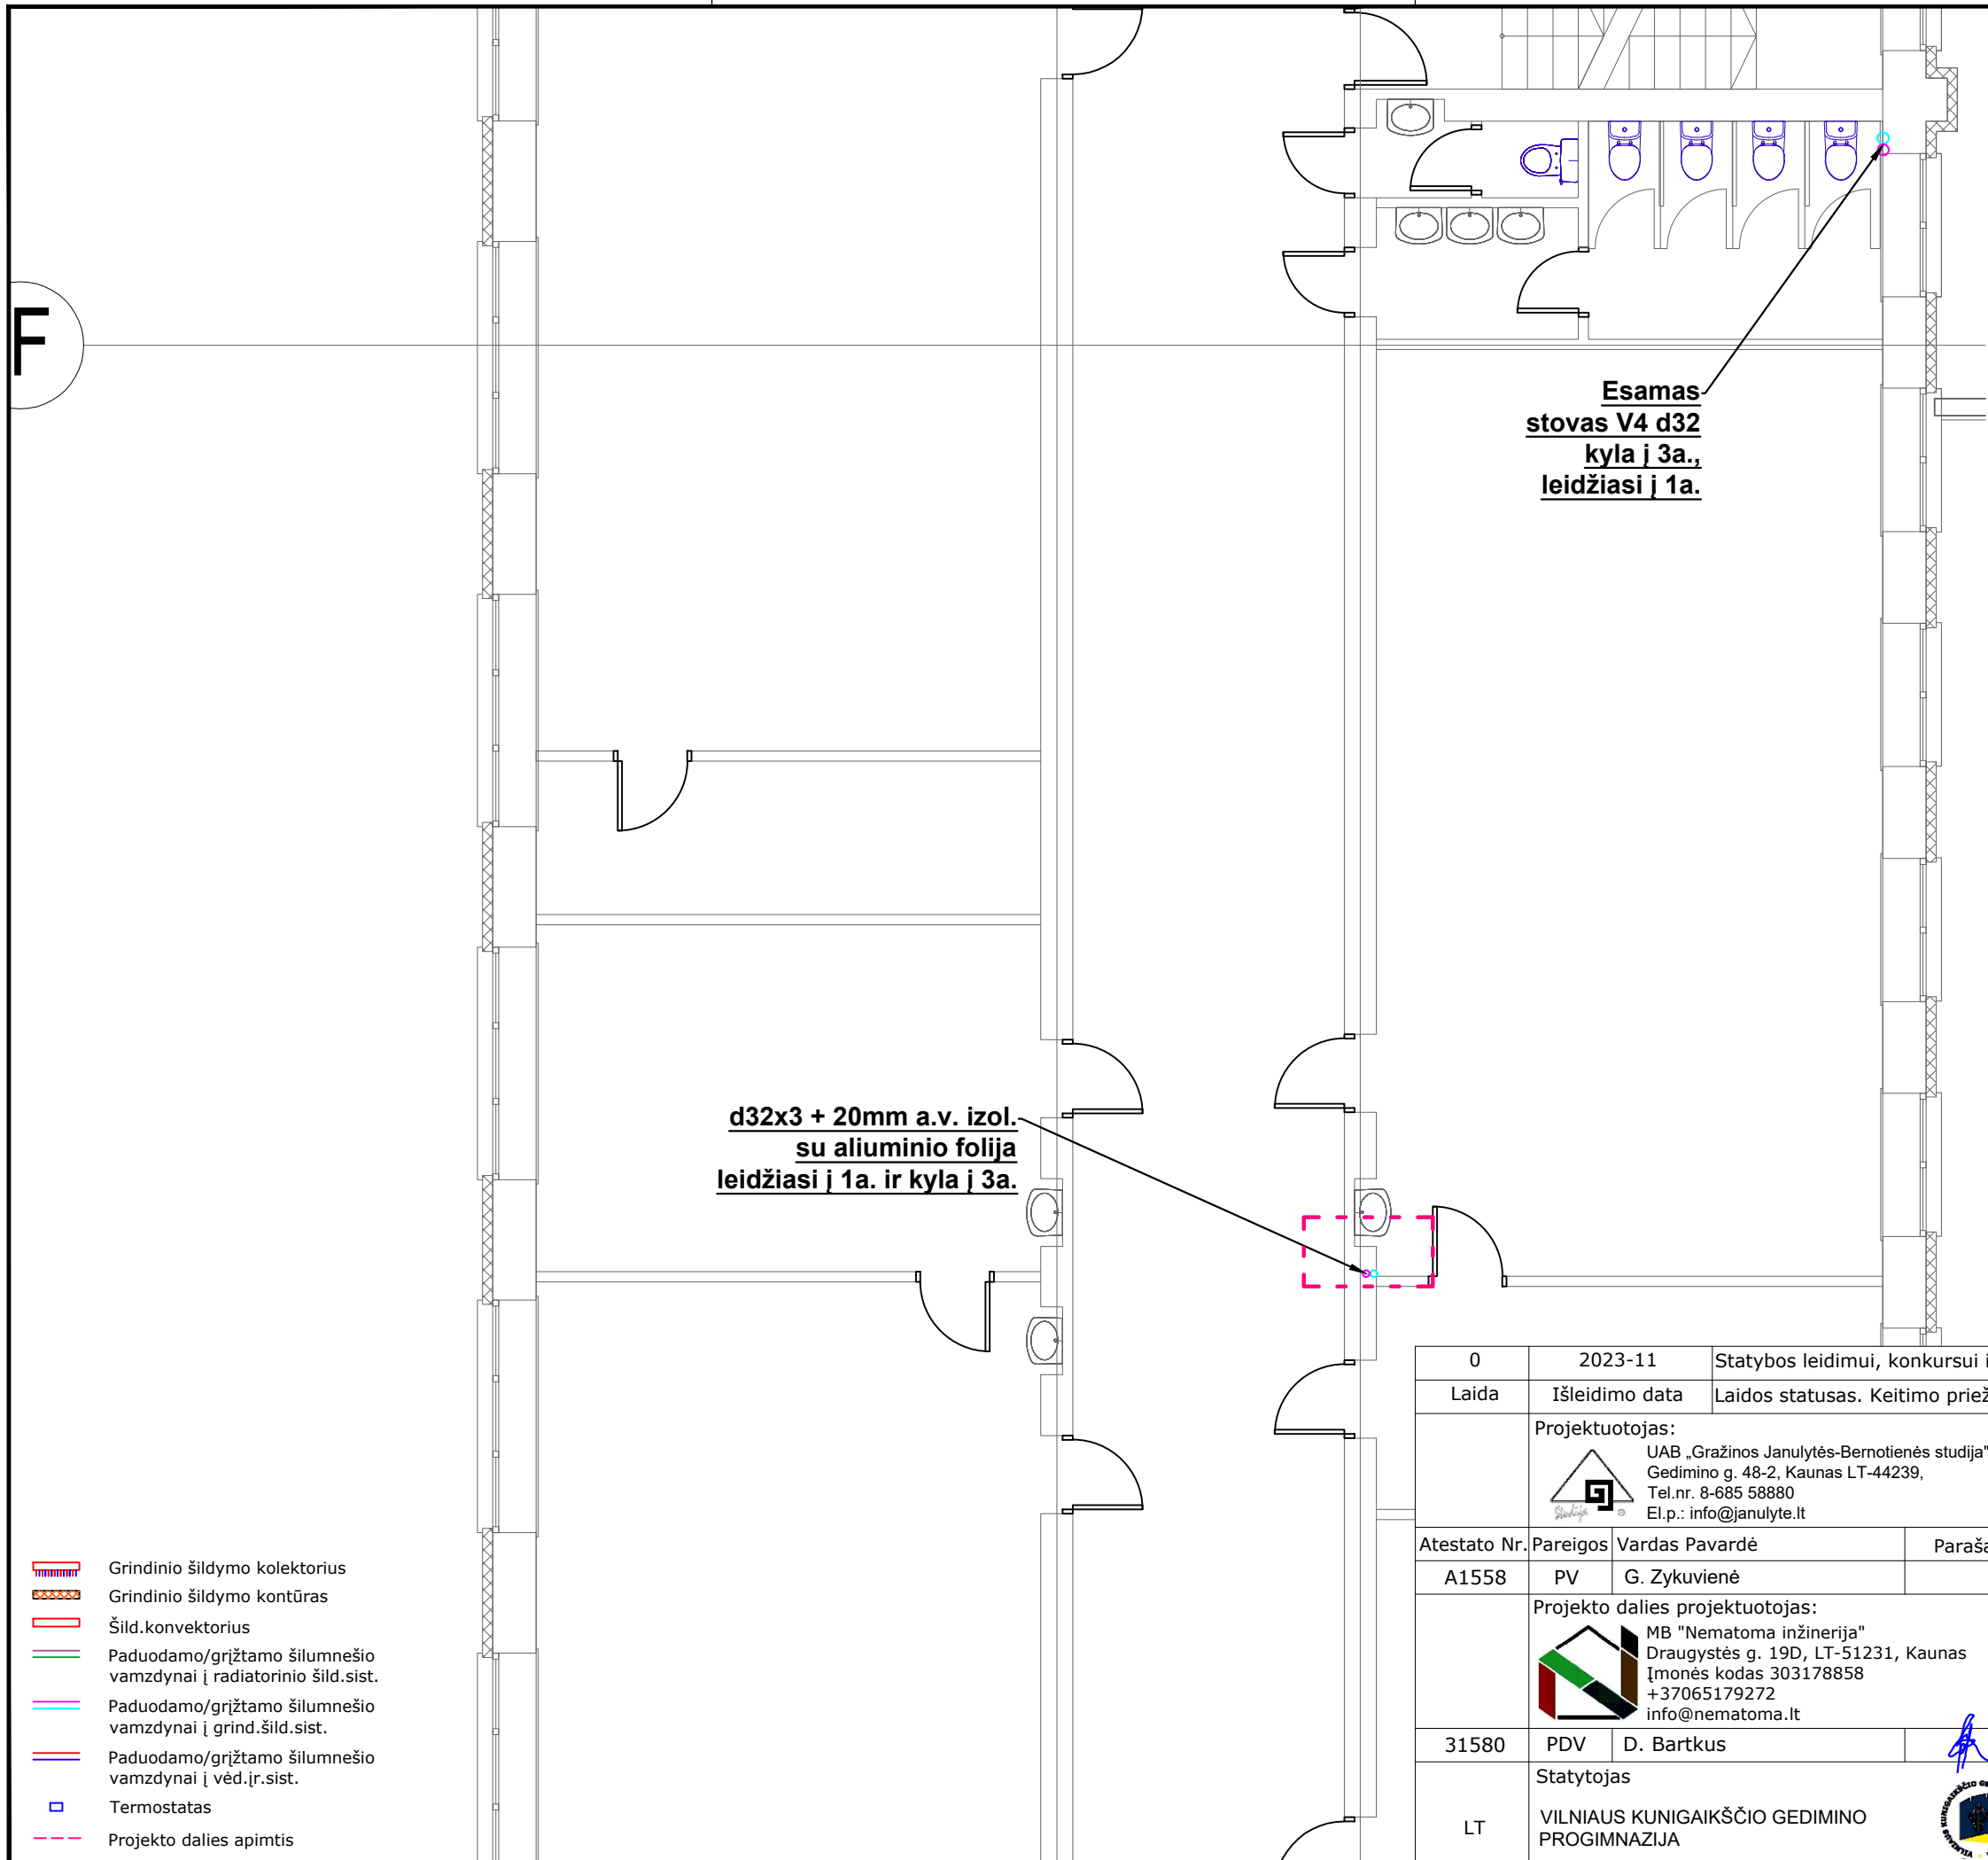 F
Esamas
stovas V4 d32
kyla į 3a.,
leidžiasi į 1a.
d32x3 + 20mm a.v. izol.
su aliuminio folija
leidžiasi į 1a. ir kyla į 3a.
Grindinio šildymo kolektorius
Grindinio šildymo kontūras
Šild.konvektorius
Paduodamo/grįžtamo šilumnešio
vamzdynai į radiatorinio šild.sist.
Paduodamo/grįžtamo šilumnešio
vamzdynai į grind.šild.sist.
Paduodamo/grįžtamo šilumnešio
vamzdynai į vėd.įr.sist.
Termostatas
Projekto dalies apimtis
0 2023-11 Statybos leidimui, konkursui
Laida Išleidimo data Laidos statusas. Keitimo priež
Projektuotojas:
UAB „Gražinos Janulytės-Bernotienės studija"
Gedimino g. 48-2, Kaunas LT-44239,
Tel.nr. 8-685 58880
El.p.: info@janulyte.lt
Studija
Atestato Nr. Pareigos Vardas Pavardė Paraša
A1558 PV G. Zykuvienė
Projekto dalies projektuotojas:
MB "Nematoma inžinerija"
Draugystės g. 19D, LT-51231, Kaunas
Įmonės kodas 303178858
+37065179272
info@nematoma.lt
31580 PDV D. Bartkus
Statytojas
LT VILNIAUS KUNIGAIKŠČIO GEDIMINO
PROGIMNAZIJA